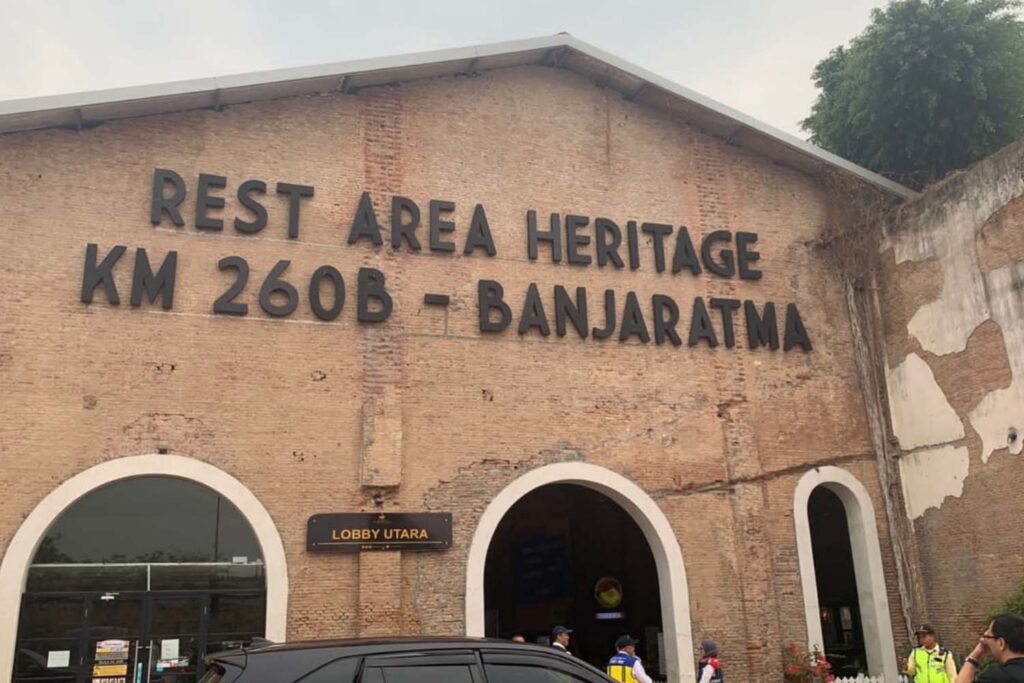 REST AREA HERITAGE
KM 260B - BANJARATMA
LOBBY UTARA